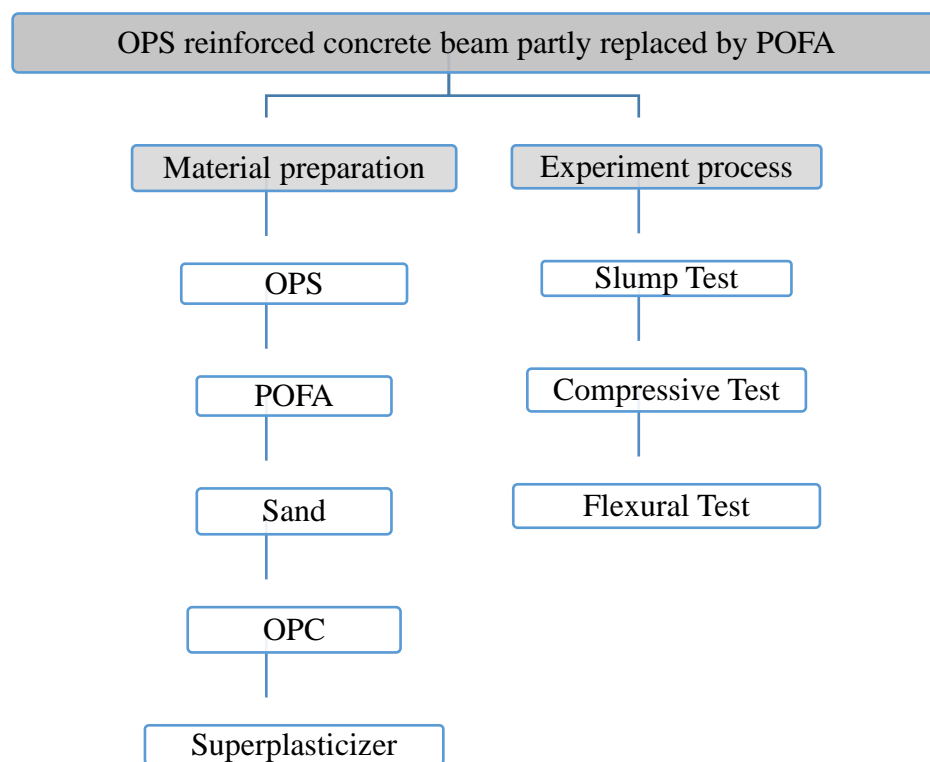 OPS reinforced concrete beam partly replaced by POFA
Material preparation
OPS
POFA
Sand
OPC
Superplasticizer
Experiment process
Slump Test
Compressive Test
Flexural Test